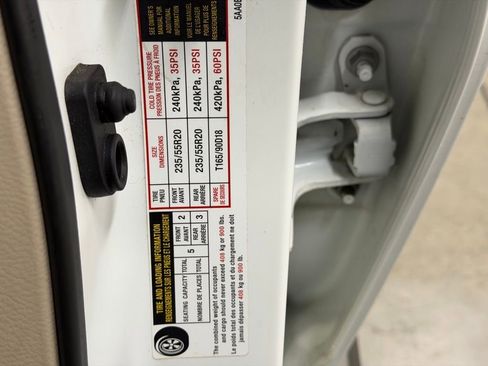 TIRE AND LOADING INFORMATION
RENSEIGNEMENTS SUR LES PNEUS ET LE CHARGEMENT
SEATING CAPACITY TOTAL 5 FRONT 2 REAR 3
NOMBRE DE PLACES TOTAL AVANT ARRIÈRE
The combined weight of occupants
and cargo should never exceed 408 kg or 900 lbs.
Le poids total des occupants et du chargement ne doit
jamais dépasser 408 kg ou 900 lb.
TIRE SIZE COLD TIRE PRESSURE
PNEU DIMENSIONS PRESSION DES PNEUS À FROID
FRONT
AVANT 235/55R20 240kPa, 35PSI
REAR
ARRIÈRE 235/55R20 240kPa, 35PSI
SPARE
DE SECOURS T165/90D18 420kPa, 60PSI
SEE OWNER'S
MANUAL FOR
ADDITIONAL
INFORMATION
VOIR LE MANUEL
DE L'USAGER
POUR PLUS DE
RENSEIGNEMENTS